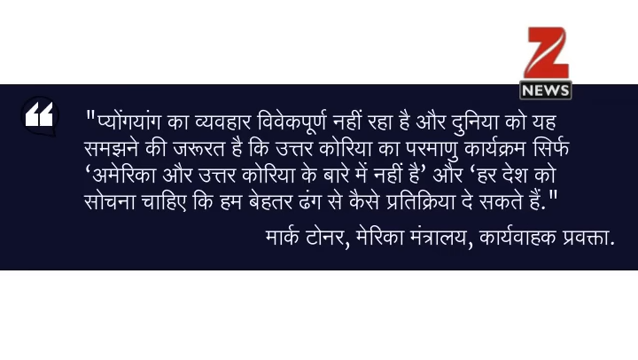 ZEE NEWS
"प्योंगयांग का व्यवहार विवेकपूर्ण नहीं रहा है और दुनिया को यह
समझने की जरूरत है कि उत्तर कोरिया का परमाणु कार्यक्रम सिर्फ
‘अमेरिका और उत्तर कोरिया के बारे में नहीं है’ और ‘हर देश को
सोचना चाहिए कि हम बेहतर ढंग से कैसे प्रतिक्रिया दे सकते हैं."
मार्क टोनर, मेरिका मंत्रालय, कार्यवाहक प्रवक्ता.